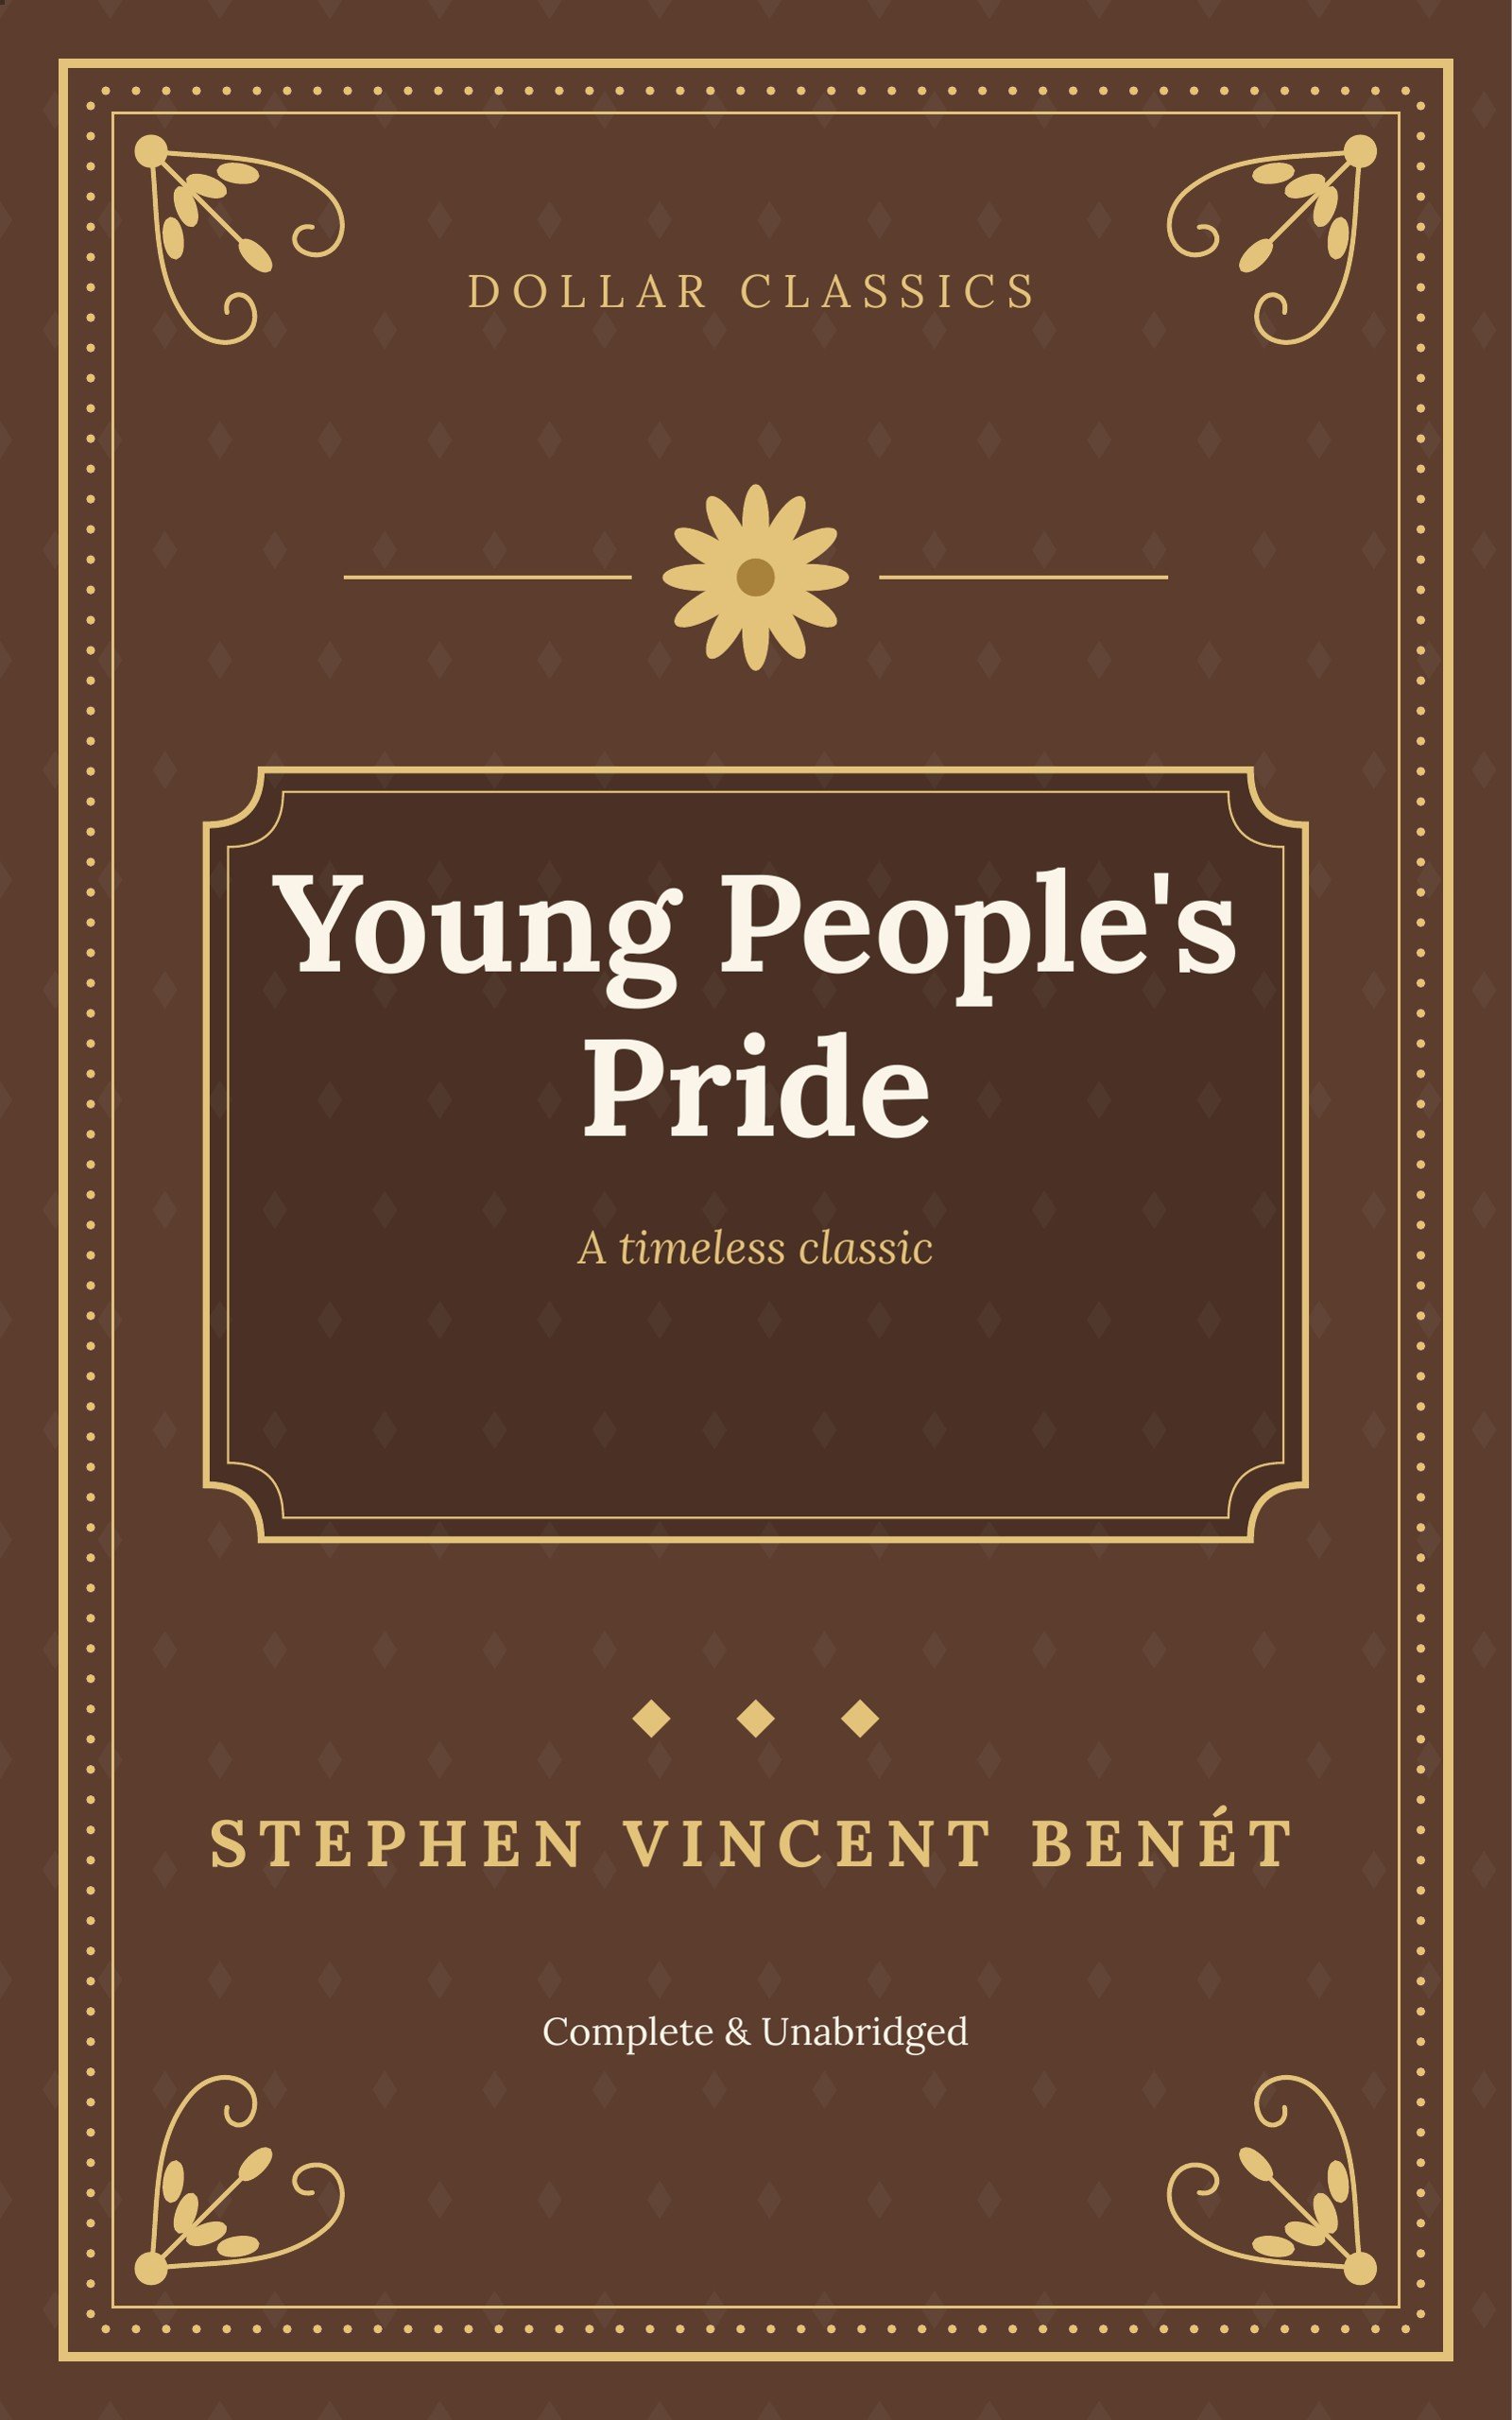 DOLLAR CLASSICS
Young People's
Pride
A timeless classic
STEPHEN VINCENT BENÉT
Complete & Unabridged